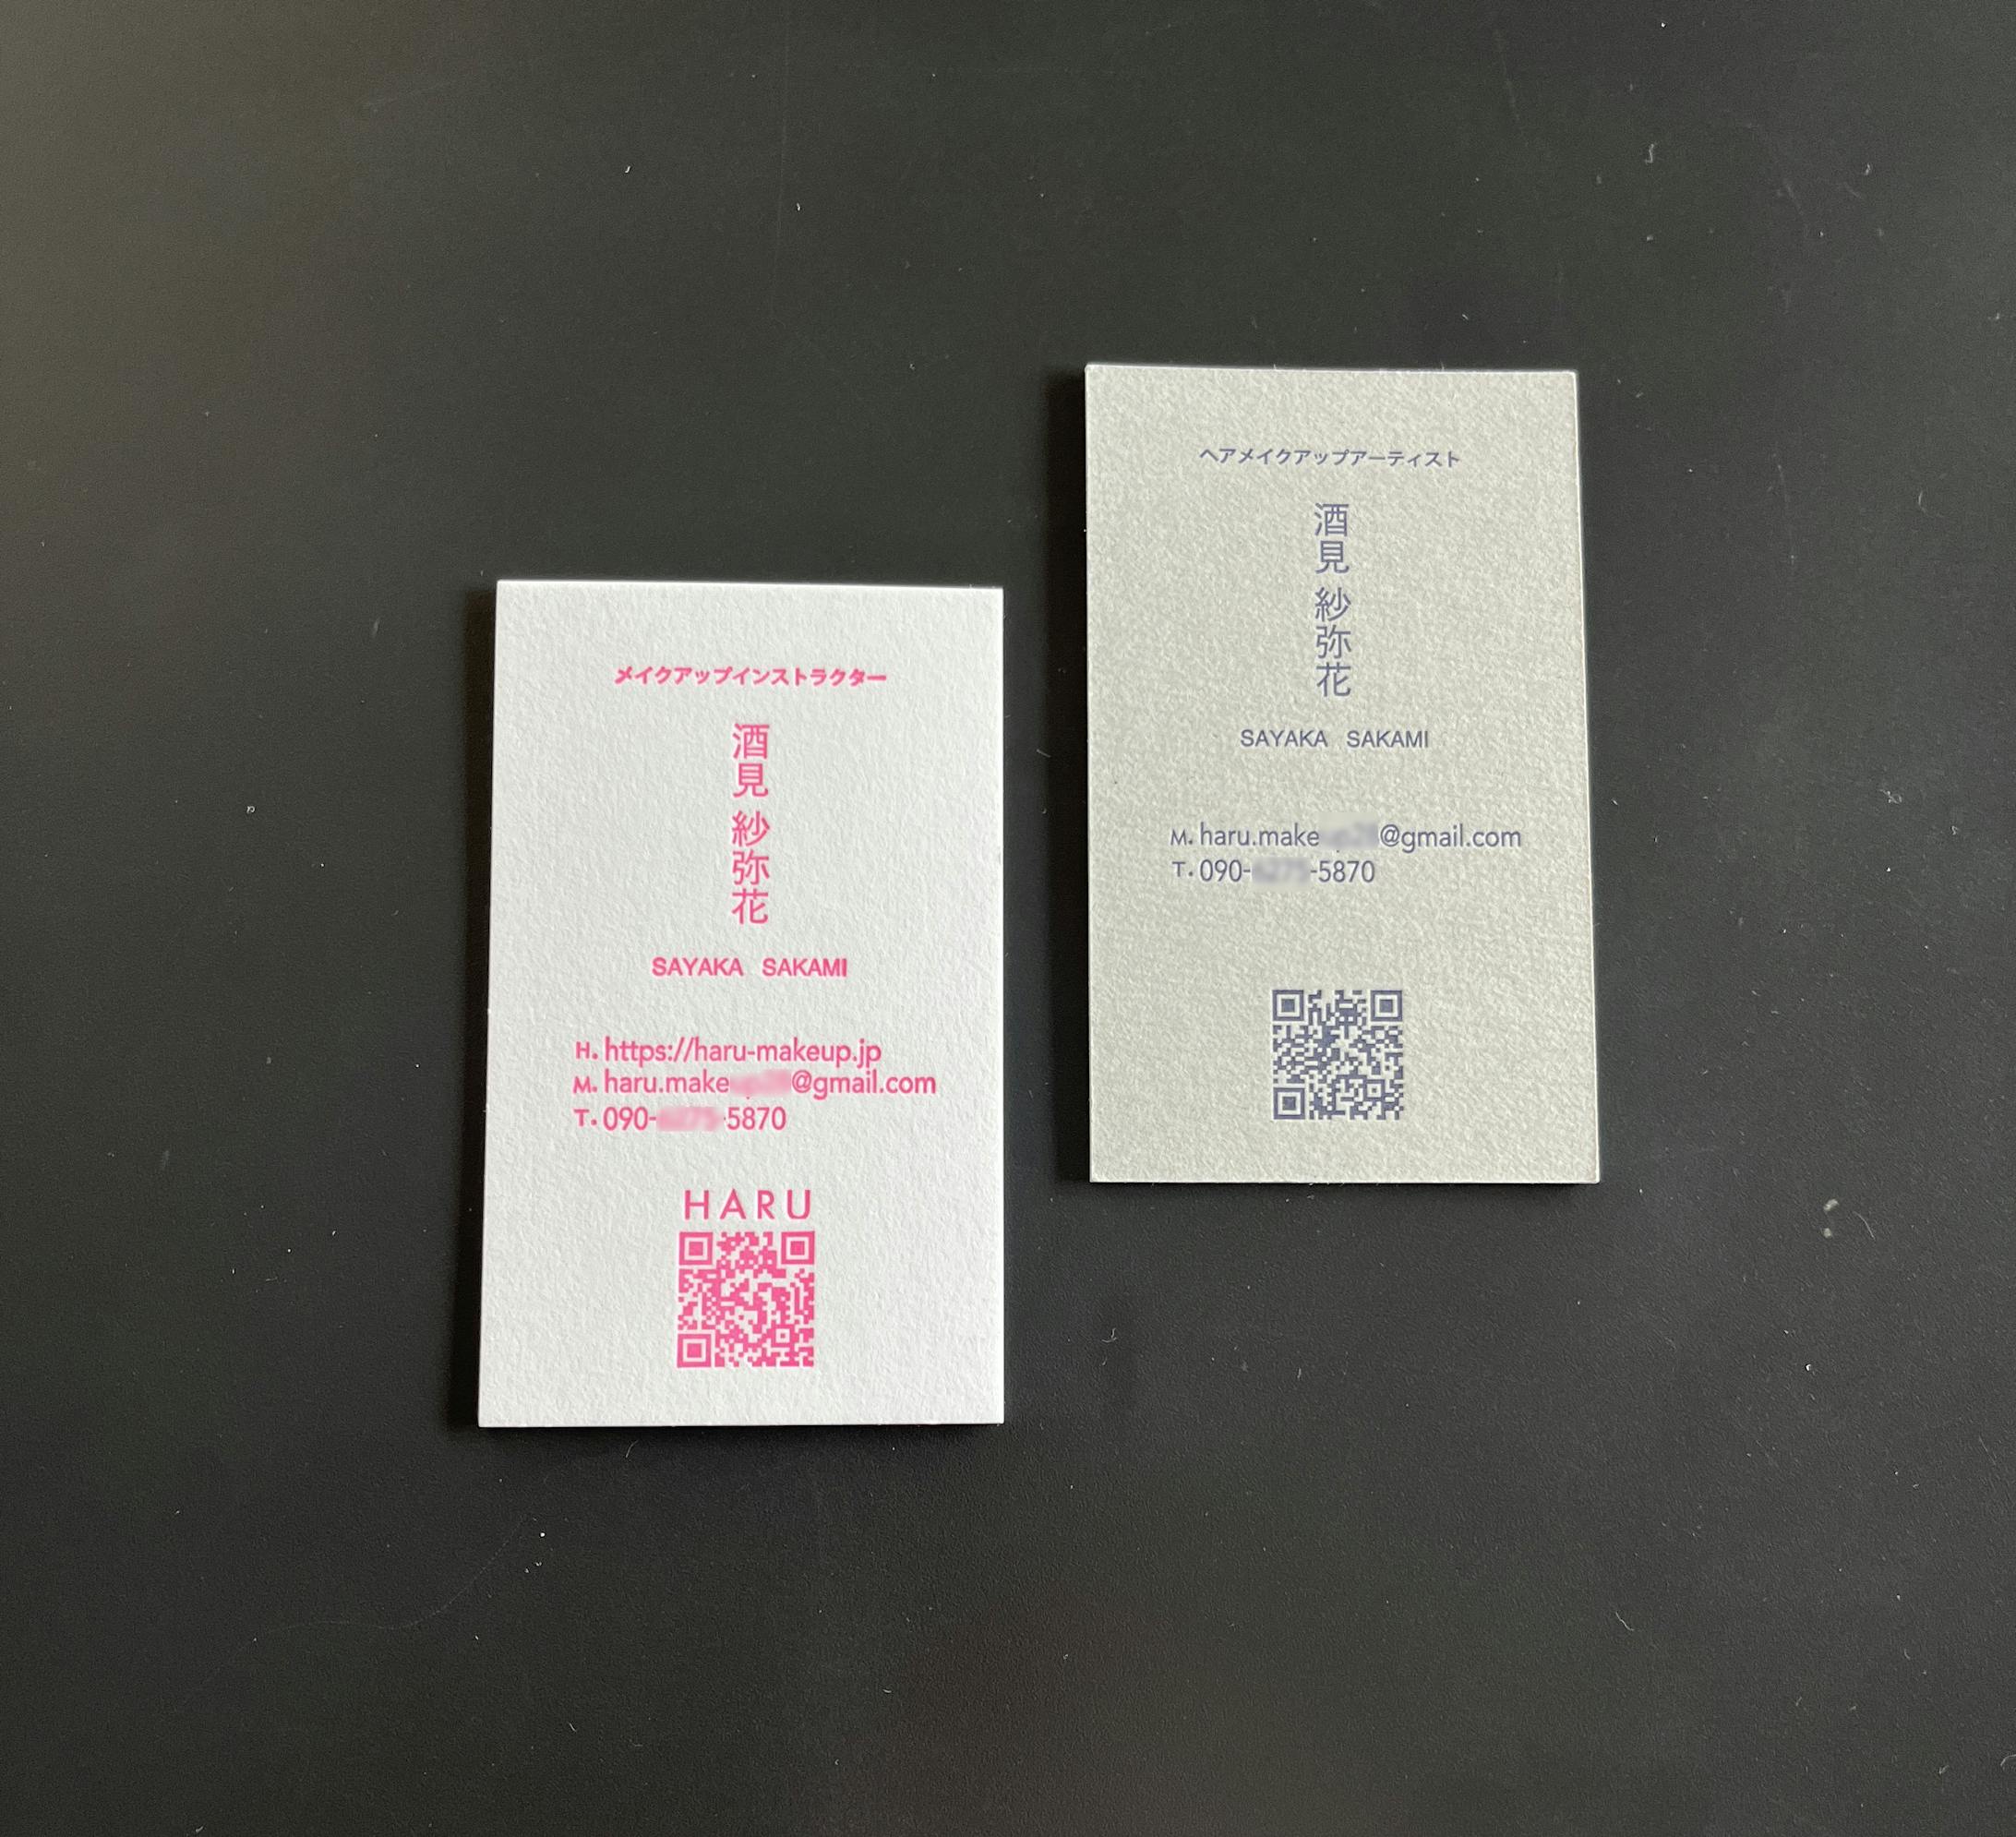 メイクアップインストラクター
酒見 紗弥花
SAYAKA SAKAMI
H. https://haru-makeup.jp
M. haru.make @gmail.com
T. 090- -5870
HARU
ヘアメイクアップアーティスト
酒見 紗弥花
SAYAKA SAKAMI
M. haru.make @gmail.com
T. 090- -5870